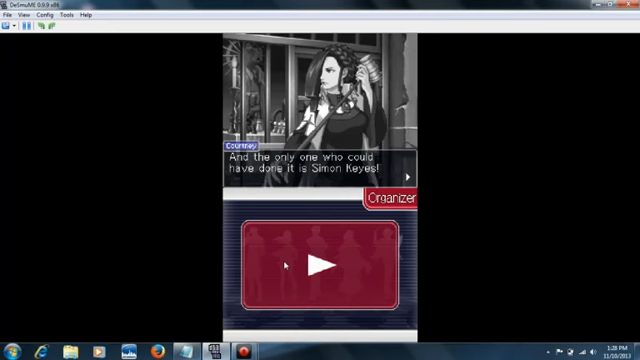 DeSmuME 0.9.9 x86
File View Config Tools Help
Courtney
And the only one who could
have done it is Simon Keyes!
Organizer
1:28 PM
11/10/2013